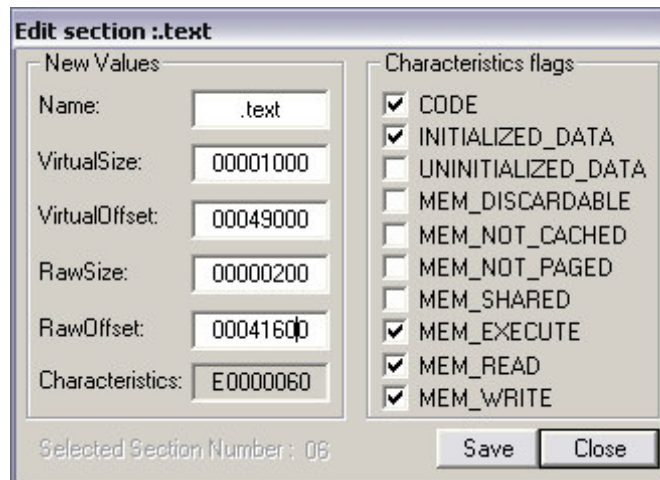 Edit section :.text
New Values
Name: .text
VirtualSize: 00001000
VirtualOffset: 00049000
RawSize: 00000200
RawOffset: 00041600
Characteristics: E0000060
Characteristics flags
CODE
INITIALIZED_DATA
UNINITIALIZED_DATA
MEM_DISCARDABLE
MEM_NOT_CACHED
MEM_NOT_PAGED
MEM_SHARED
MEM_EXECUTE
MEM_READ
MEM_WRITE
Selected Section Number : 06
Save
Close